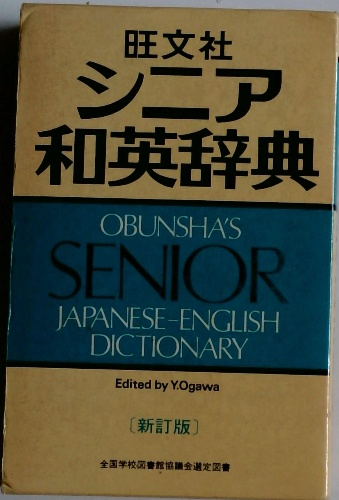 旺文社
シニア
和英辞典
OBUNSHA'S
SENIOR
JAPANESE-ENGLISH
DICTIONARY
Edited by Y.Ogawa
〔新訂版〕
全国学校図書館協議会選定図書